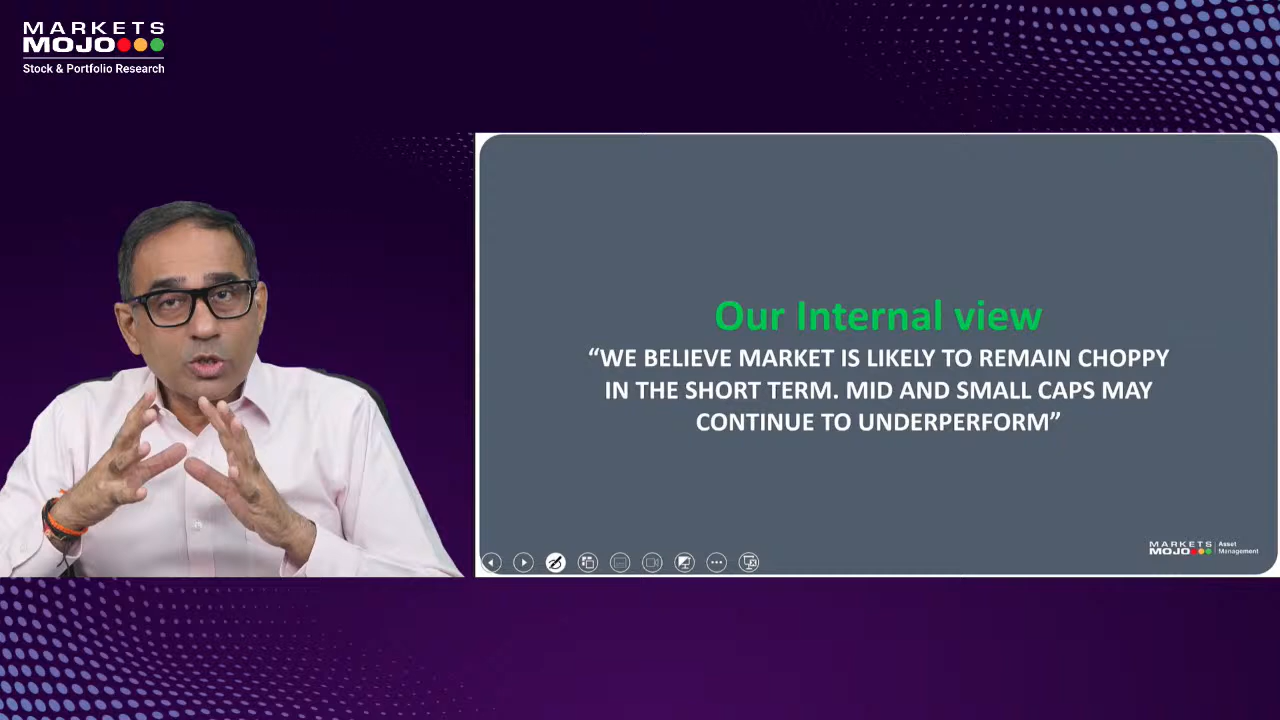 MARKETS
MOJO
Stock & Portfolio Research
Our Internal view
“WE BELIEVE MARKET IS LIKELY TO REMAIN CHOPPY
IN THE SHORT TERM. MID AND SMALL CAPS MAY
CONTINUE TO UNDERPERFORM”
MARKETS
MOJO
Asset
Management